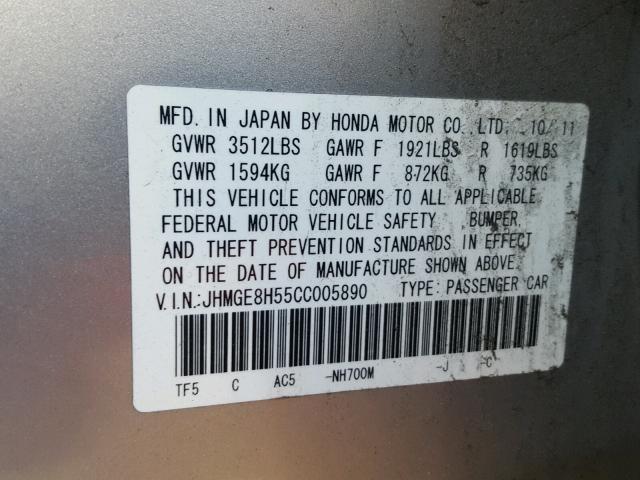 MFD. IN JAPAN BY HONDA MOTOR CO., LTD. 10/11
GVWR 3512LBS GAWR F 1921LBS R 1619LBS
GVWR 1594KG GAWR F 872KG R 735KG
THIS VEHICLE CONFORMS TO ALL APPLICABLE
FEDERAL MOTOR VEHICLE SAFETY, BUMPER,
AND THEFT PREVENTION STANDARDS IN EFFECT
ON THE DATE OF MANUFACTURE SHOWN ABOVE.
V.I.N.:JHMGE8H55CC005890 TYPE: PASSENGER CAR
TF5 C AC5 -NH700M -J -C